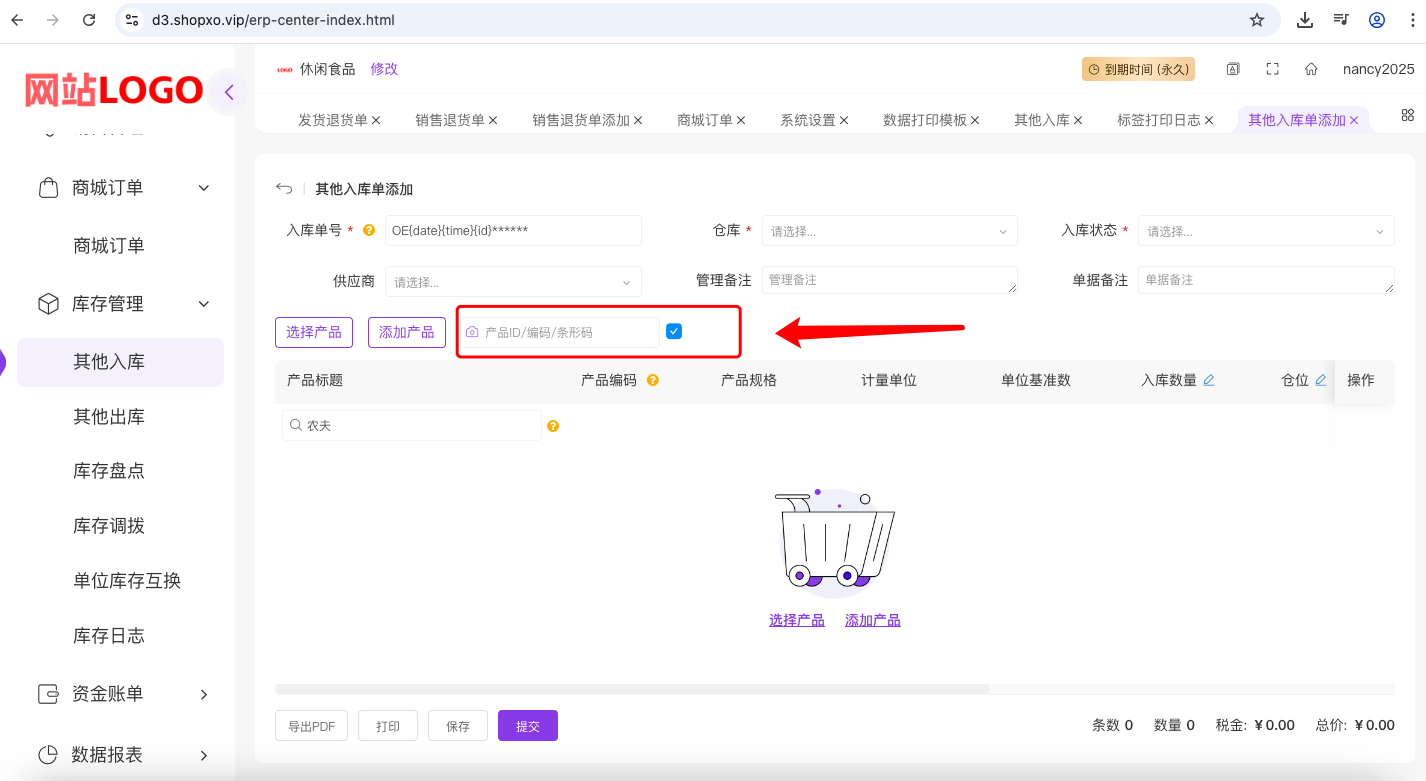 d3.shopxo.vip/erp-center-index.html
网站LOGO
LOGO 休闲食品 修改
到期时间 (永久)
nancy2025
发货退货单 × 销售退货单 × 销售退货单添加 × 商城订单 × 系统设置 × 数据打印模板 × 其他入库 × 标签打印日志 × 其他入库单添加 ×
商城订单
商城订单
库存管理
其他入库
其他出库
库存盘点
库存调拨
单位库存互换
库存日志
资金账单
数据报表
其他入库单添加
入库单号 * OE{date}{time}{id}****** 仓库 * 请选择... 入库状态 * 请选择...
供应商 请选择... 管理备注 管理备注 单据备注 单据备注
选择产品 添加产品 产品ID/编码/条形码
产品标题 产品编码 产品规格 计量单位 单位基准数 入库数量 仓位 操作
农夫
选择产品 添加产品
导出PDF 打印 保存 提交
条数 0 数量 0 税金: ¥0.00 总价: ¥0.00